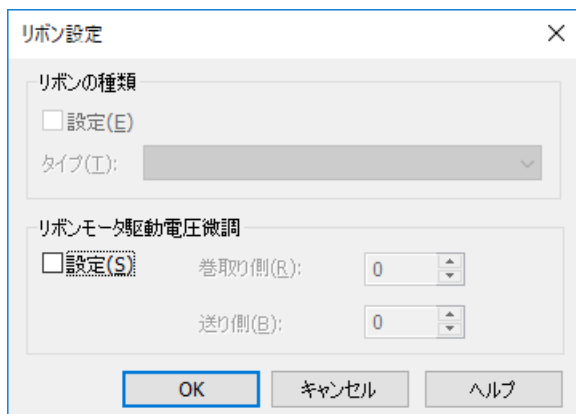 リボン設定
リボンの種類
設定(E)
タイプ(T):
リボンモータ駆動電圧微調
設定(S) 巻取り側(R): 0
送り側(B): 0
OK キャンセル ヘルプ